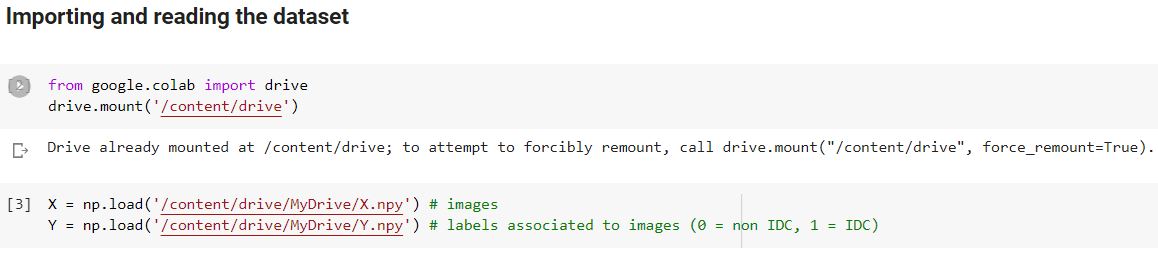 Importing and reading the dataset
2 from google.colab import drive
drive.mount('/content/drive')
Drive already mounted at /content/drive; to attempt to forcibly remount, call drive.mount("/content/drive", force_remount=True).
[3] X = np.load('/content/drive/MyDrive/X.npy') # images
Y = np.load('/content/drive/MyDrive/Y.npy') # labels associated to images (0 = non IDC, 1 = IDC)